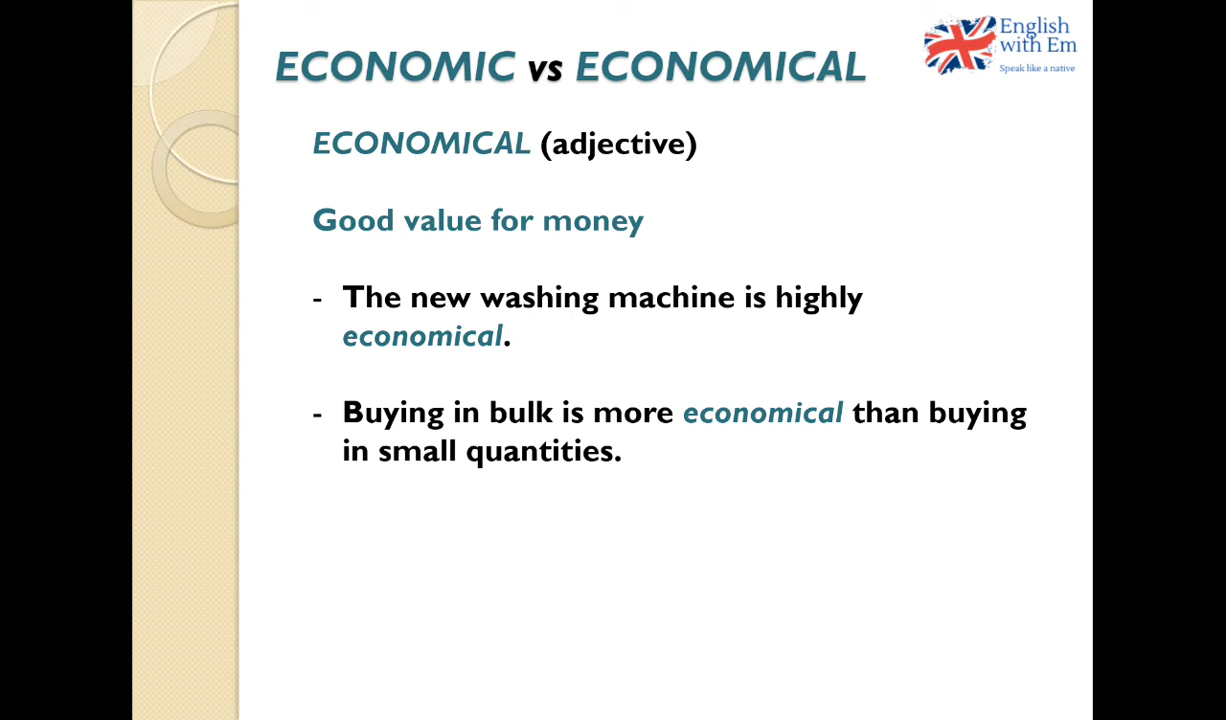 ECONOMIC vs ECONOMICAL
English
with Em
Speak like a native
ECONOMICAL (adjective)
Good value for money
- The new washing machine is highly
economical.
- Buying in bulk is more economical than buying
in small quantities.